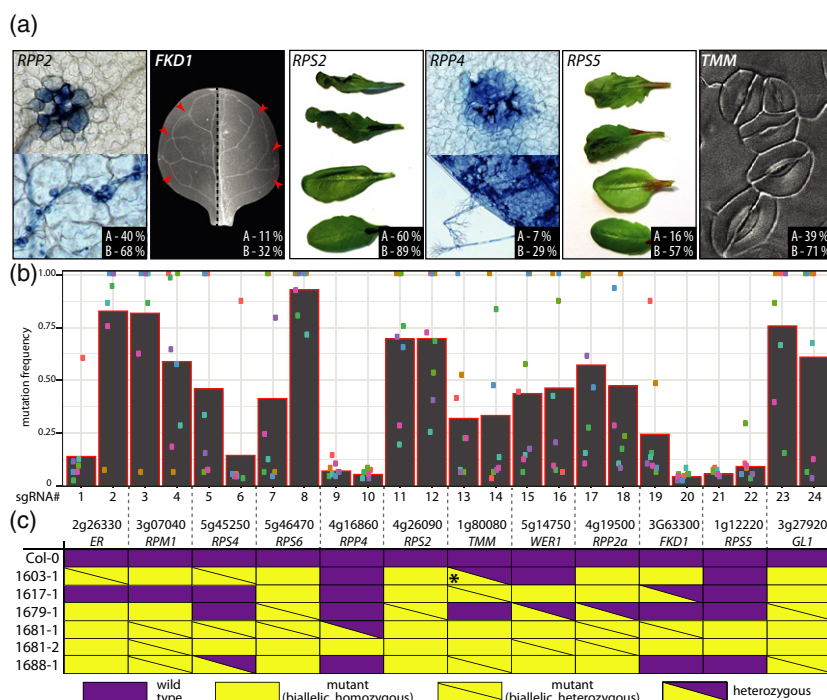 (a)
RPP2 FKD1 RPS2 RPP4 RPS5 TMM
A - 40 % A - 11 % A - 60 % A - 7 % A - 16 % A - 39 %
B - 68 % B - 32 % B - 89 % B - 29 % B - 57 % B - 71 %
(b)
mutation frequency
1.00
0.75
0.50
0.25
0
sgRNA# 1 2 3 4 5 6 7 8 9 10 11 12 13 14 15 16 17 18 19 20 21 22 23 24
(c)
2g26330 3g07040 5g45250 5g46470 4g16860 4g26090 1g80080 5g14750 4g19500 3G63300 1g12220 3g27920
ER RPM1 RPS4 RPS6 RPP4 RPS2 TMM WER1 RPP2a FKD1 RPS5 GL1
Col-0
1603-1 *
1617-1
1679-1
1681-1
1681-2
1688-1
wild type
mutant (biallelic homozygous)
mutant (biallelic heterozygous)
heterozygous